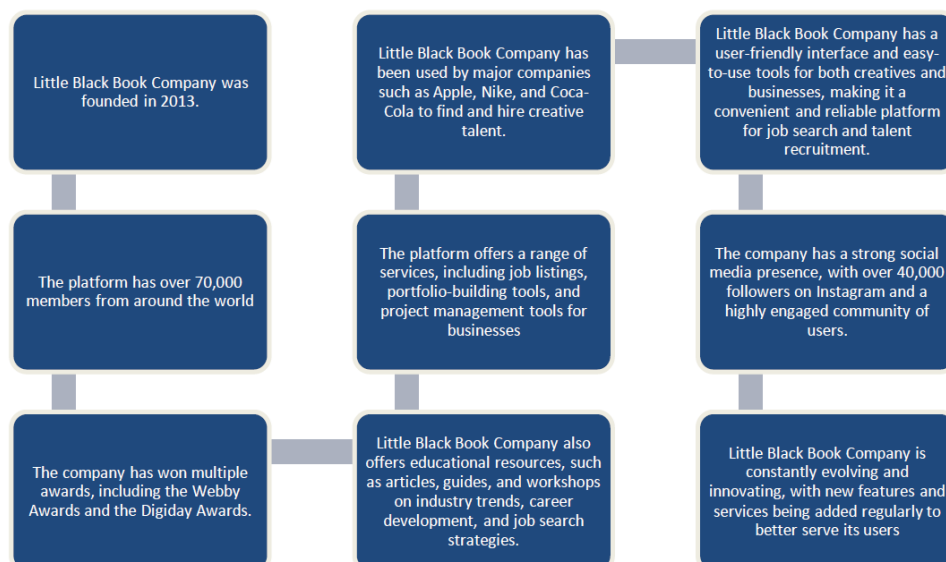 Little Black Book Company was
founded in 2013.
The platform has over 70,000
members from around the world
The company has won multiple
awards, including the Webby
Awards and the Digiday Awards.
Little Black Book Company also
offers educational resources, such
as articles, guides, and workshops
on industry trends, career
development, and job search
strategies.
The platform offers a range of
services, including job listings,
portfolio-building tools, and
project management tools for
businesses
Little Black Book Company has
been used by major companies
such as Apple, Nike, and Coca-
Cola to find and hire creative
talent.
Little Black Book Company has a
user-friendly interface and easy-
to-use tools for both creatives and
businesses, making it a
convenient and reliable platform
for job search and talent
recruitment.
The company has a strong social
media presence, with over 40,000
followers on Instagram and a
highly engaged community of
users.
Little Black Book Company is
constantly evolving and
innovating, with new features and
services being added regularly to
better serve its users